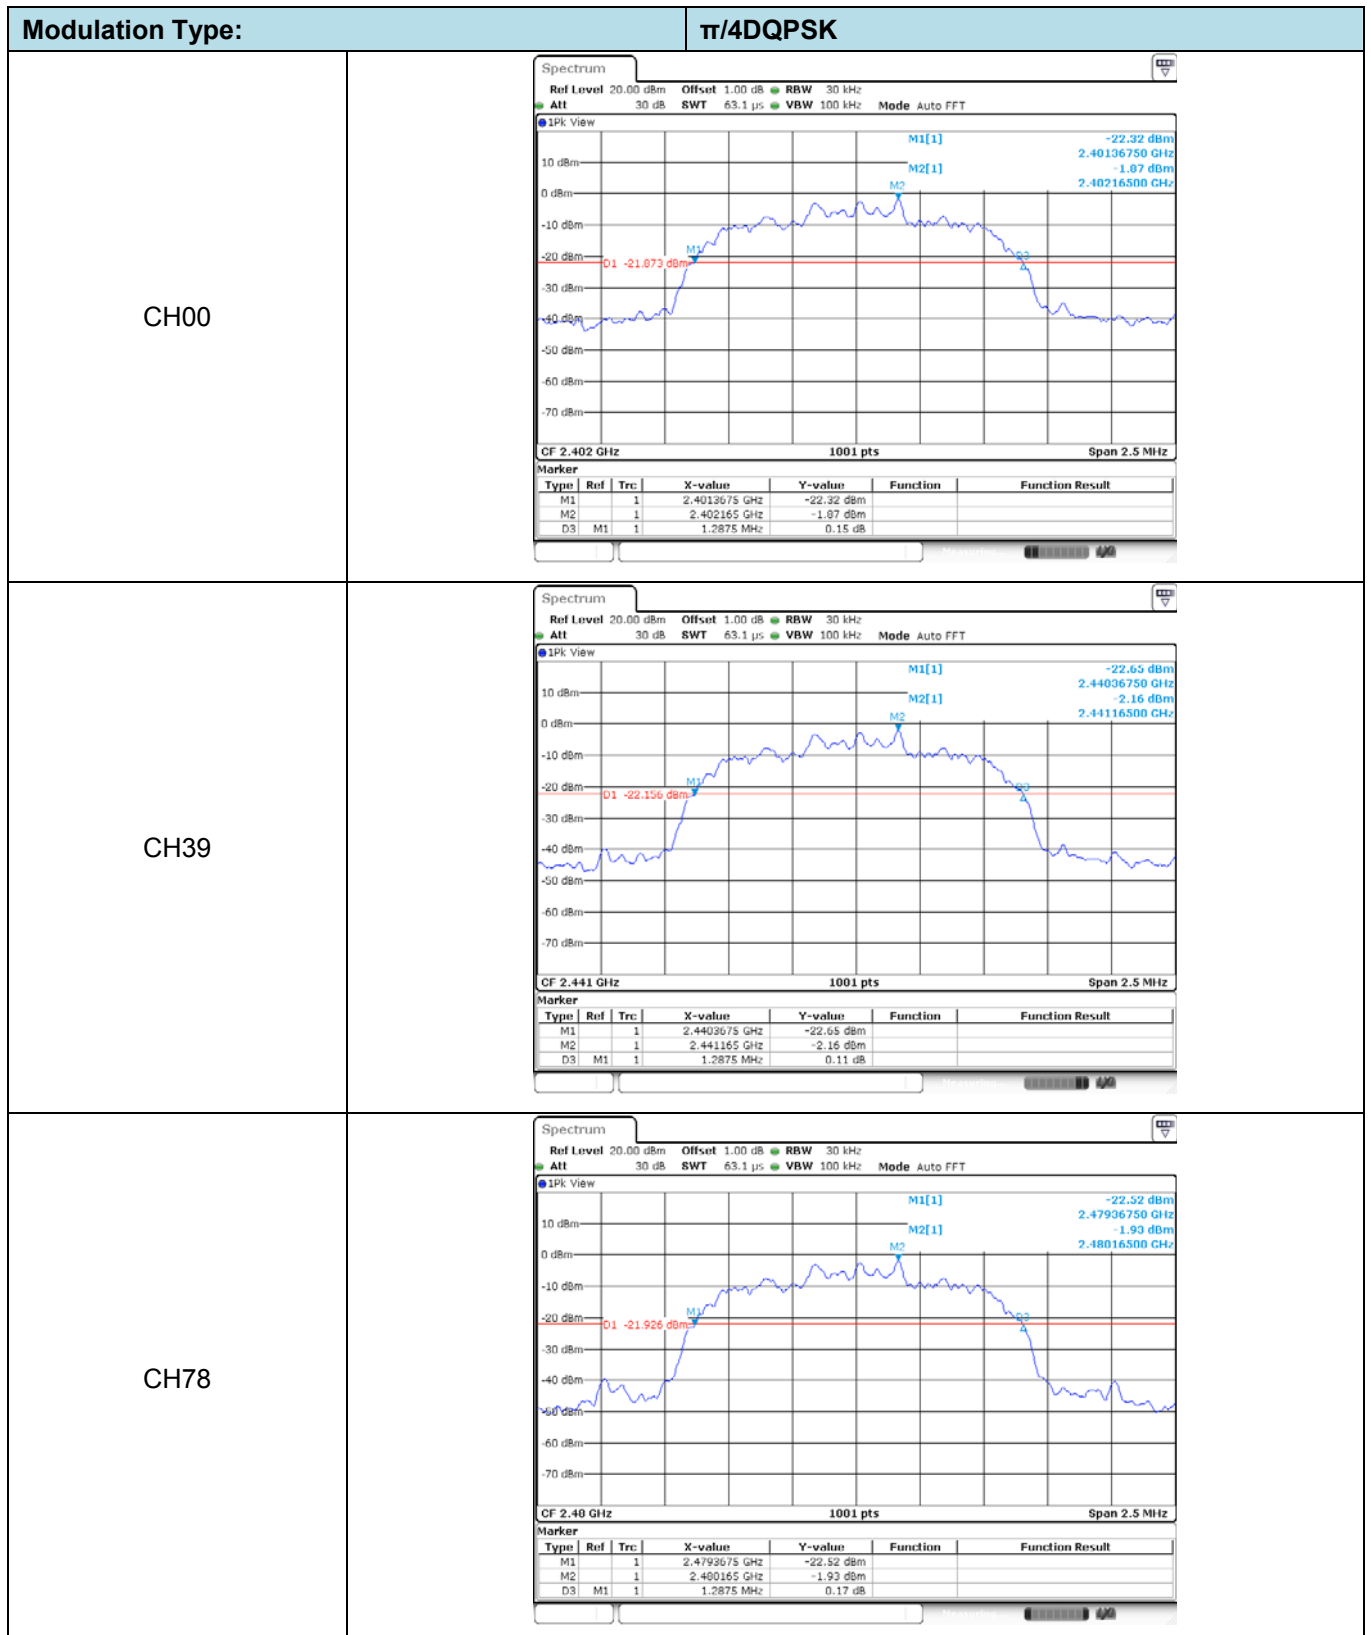 Modulation Type: π/4DQPSK
CH00
Spectrum
Ref Level 20.00 dBm Offset 1.00 dB RBW 30 kHz
Att 30 dB SWT 63.1 µs VBW 100 kHz Mode Auto FFT
1Pk View
M1[1] -22.32 dBm
2.40136750 GHz
10 dBm
M2[1] -1.87 dBm
2.40216500 GHz
M2
0 dBm
-10 dBm
M1
-20 dBm
D3
D1 -21.873 dBm
-30 dBm
-40 dBm
-50 dBm
-60 dBm
-70 dBm
CF 2.402 GHz 1001 pts Span 2.5 MHz
Marker
Type Ref Trc X-value Y-value Function Function Result
M1 1 2.4013675 GHz -22.32 dBm
M2 1 2.402165 GHz -1.87 dBm
D3 M1 1 1.2875 MHz 0.15 dB
CH39
Spectrum
Ref Level 20.00 dBm Offset 1.00 dB RBW 30 kHz
Att 30 dB SWT 63.1 µs VBW 100 kHz Mode Auto FFT
1Pk View
M1[1] -22.65 dBm
2.44036750 GHz
10 dBm
M2[1] -2.16 dBm
2.44116500 GHz
M2
0 dBm
-10 dBm
M1
-20 dBm
D3
D1 -22.156 dBm
-30 dBm
-40 dBm
-50 dBm
-60 dBm
-70 dBm
CF 2.441 GHz 1001 pts Span 2.5 MHz
Marker
Type Ref Trc X-value Y-value Function Function Result
M1 1 2.4403675 GHz -22.65 dBm
M2 1 2.441165 GHz -2.16 dBm
D3 M1 1 1.2875 MHz 0.11 dB
CH78
Spectrum
Ref Level 20.00 dBm Offset 1.00 dB RBW 30 kHz
Att 30 dB SWT 63.1 µs VBW 100 kHz Mode Auto FFT
1Pk View
M1[1] -22.52 dBm
2.47936750 GHz
10 dBm
M2[1] -1.93 dBm
2.48016500 GHz
M2
0 dBm
-10 dBm
M1
-20 dBm
D3
D1 -21.926 dBm
-30 dBm
-40 dBm
-50 dBm
-60 dBm
-70 dBm
CF 2.48 GHz 1001 pts Span 2.5 MHz
Marker
Type Ref Trc X-value Y-value Function Function Result
M1 1 2.4793675 GHz -22.52 dBm
M2 1 2.480165 GHz -1.93 dBm
D3 M1 1 1.2875 MHz 0.17 dB